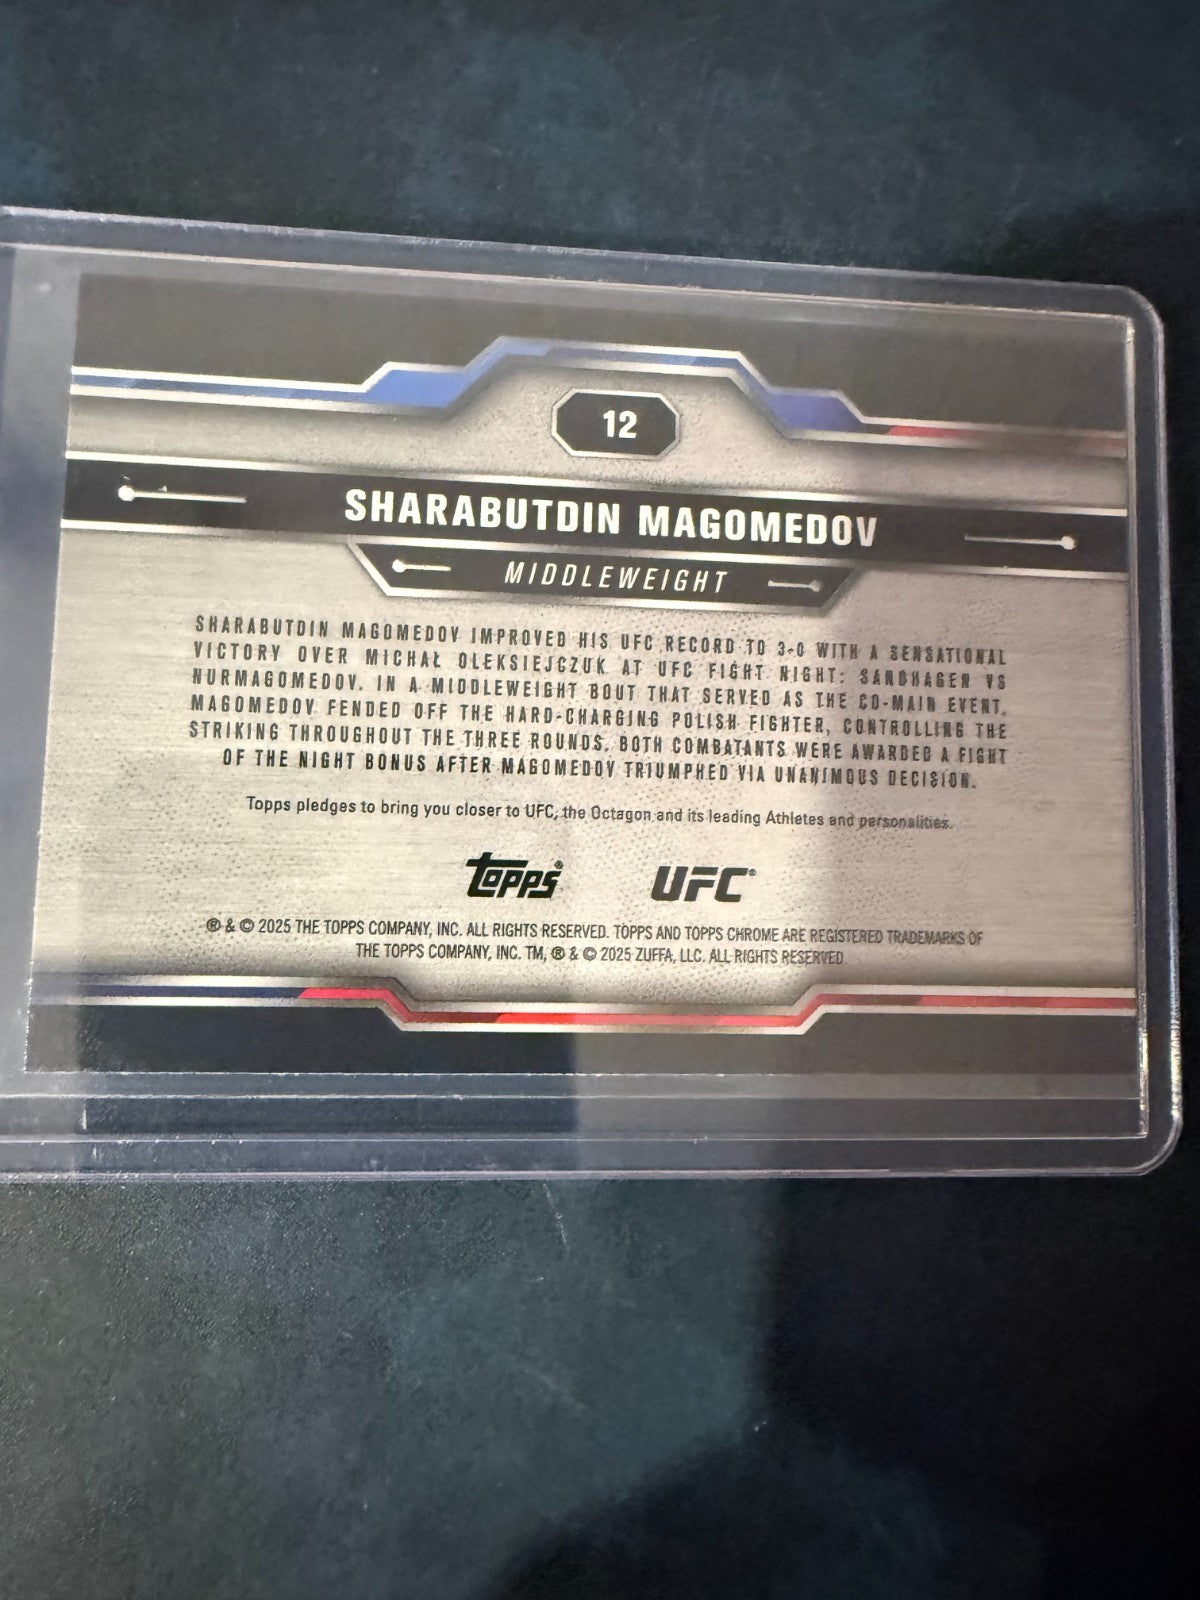 12
SHARABUTDIN MAGOMEDOV
MIDDLEWEIGHT
SHARABUTDIN MAGOMEDOV IMPROVED HIS UFC RECORD TO 3-0 WITH A SENSATIONAL
VICTORY OVER MICHAŁ OLEKSIEJCZUK AT UFC FIGHT NIGHT: SANDHAGEN VS
NURMAGOMEDOV. IN A MIDDLEWEIGHT BOUT THAT SERVED AS THE CO-MAIN EVENT,
MAGOMEDOV FENDED OFF THE HARD-CHARGING POLISH FIGHTER, CONTROLLING THE
STRIKING THROUGHOUT THE THREE ROUNDS. BOTH COMBATANTS WERE AWARDED A FIGHT
OF THE NIGHT BONUS AFTER MAGOMEDOV TRIUMPHED VIA UNANIMOUS DECISION.
Topps pledges to bring you closer to UFC, the Octagon and its leading Athletes and personalities.
Topps® UFC®
® & © 2025 THE TOPPS COMPANY, INC. ALL RIGHTS RESERVED. TOPPS AND TOPPS CHROME ARE REGISTERED TRADEMARKS OF
THE TOPPS COMPANY, INC. TM, ® & © 2025 ZUFFA, LLC. ALL RIGHTS RESERVED